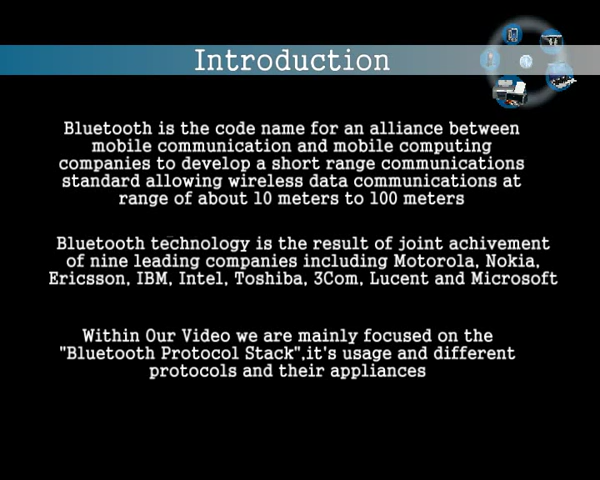 Introduction
Bluetooth is the code name for an alliance between
mobile communication and mobile computing
companies to develop a short range communications
standard allowing wireless data communications at
range of about 10 meters to 100 meters
Bluetooth technology is the result of joint achivement
of nine leading companies including Motorola, Nokia,
Ericsson, IBM, Intel, Toshiba, 3Com, Lucent and Microsoft
Within Our Video we are mainly focused on the
"Bluetooth Protocol Stack",it's usage and different
protocols and their appliances